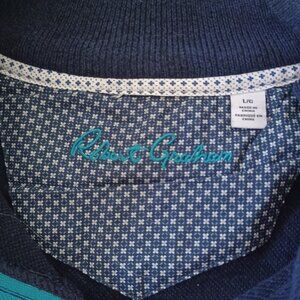 L/G
MADE IN
CHINA
FABRIQUÉ EN
CHINE
Robert Graham